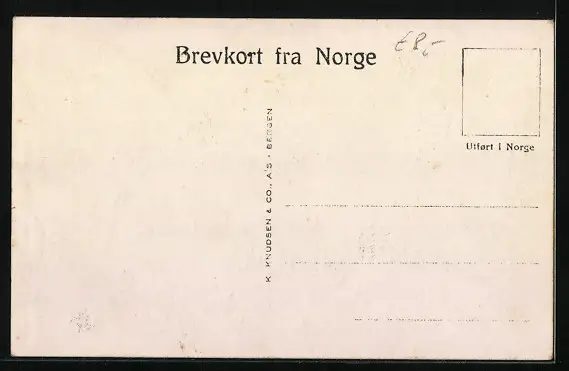 Brevkort fra Norge
Utført i Norge
K. KNUDSEN & CO., A/S - BERGEN